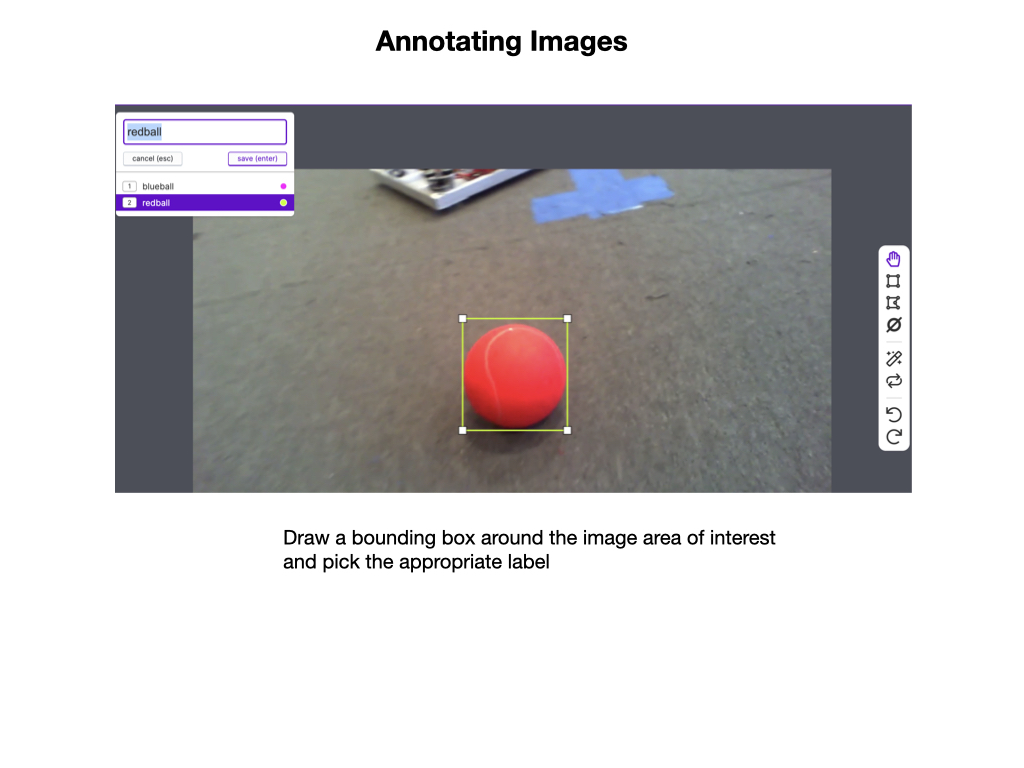 Annotating Images
redball
cancel (esc)
save (enter)
1 blueball
2 redball
Draw a bounding box around the image area of interest
and pick the appropriate label